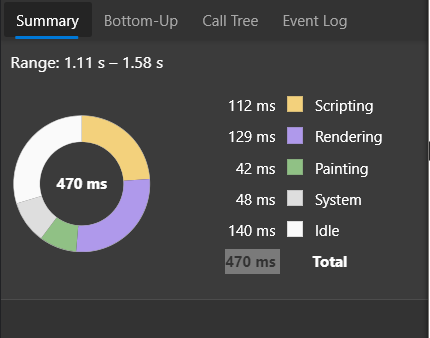 Summary Bottom-Up Call Tree Event Log
Range: 1.11 s – 1.58 s
112 ms Scripting
129 ms Rendering
470 ms
42 ms Painting
48 ms System
140 ms Idle
470 ms Total